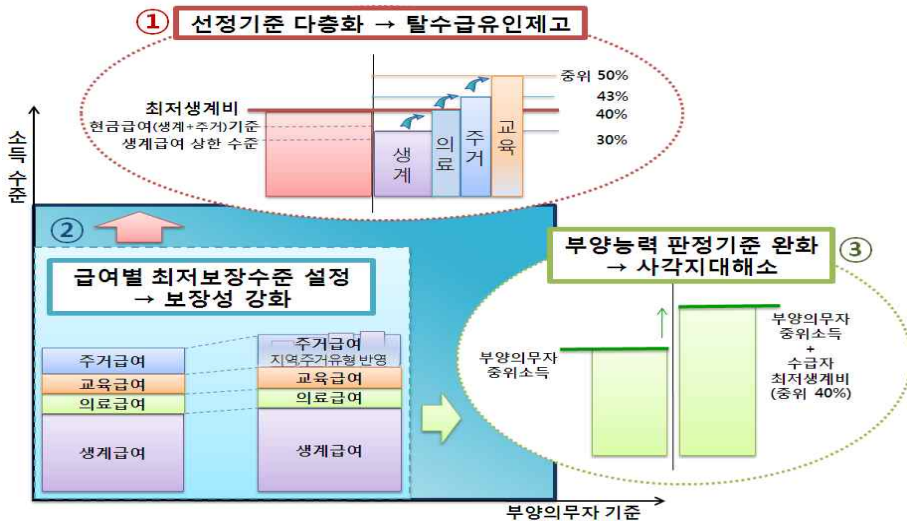 ① 선정기준 다층화 → 탈수급유인제고
중위 50%
43%
40%
30%
최저생계비
현금급여(생계+주거)기준
생계급여 상한 수준
생계
의료
주거
교육
소득 수준
②
급여별 최저보장수준 설정
→ 보장성 강화
주거급여
교육급여
의료급여
생계급여
주거급여
지역,주거유형 반영
교육급여
의료급여
생계급여
부양능력 판정기준 완화
→ 사각지대해소
③
부양의무자
중위소득
부양의무자
중위소득
+
수급자
최저생계비
(중위 40%)
부양의무자 기준